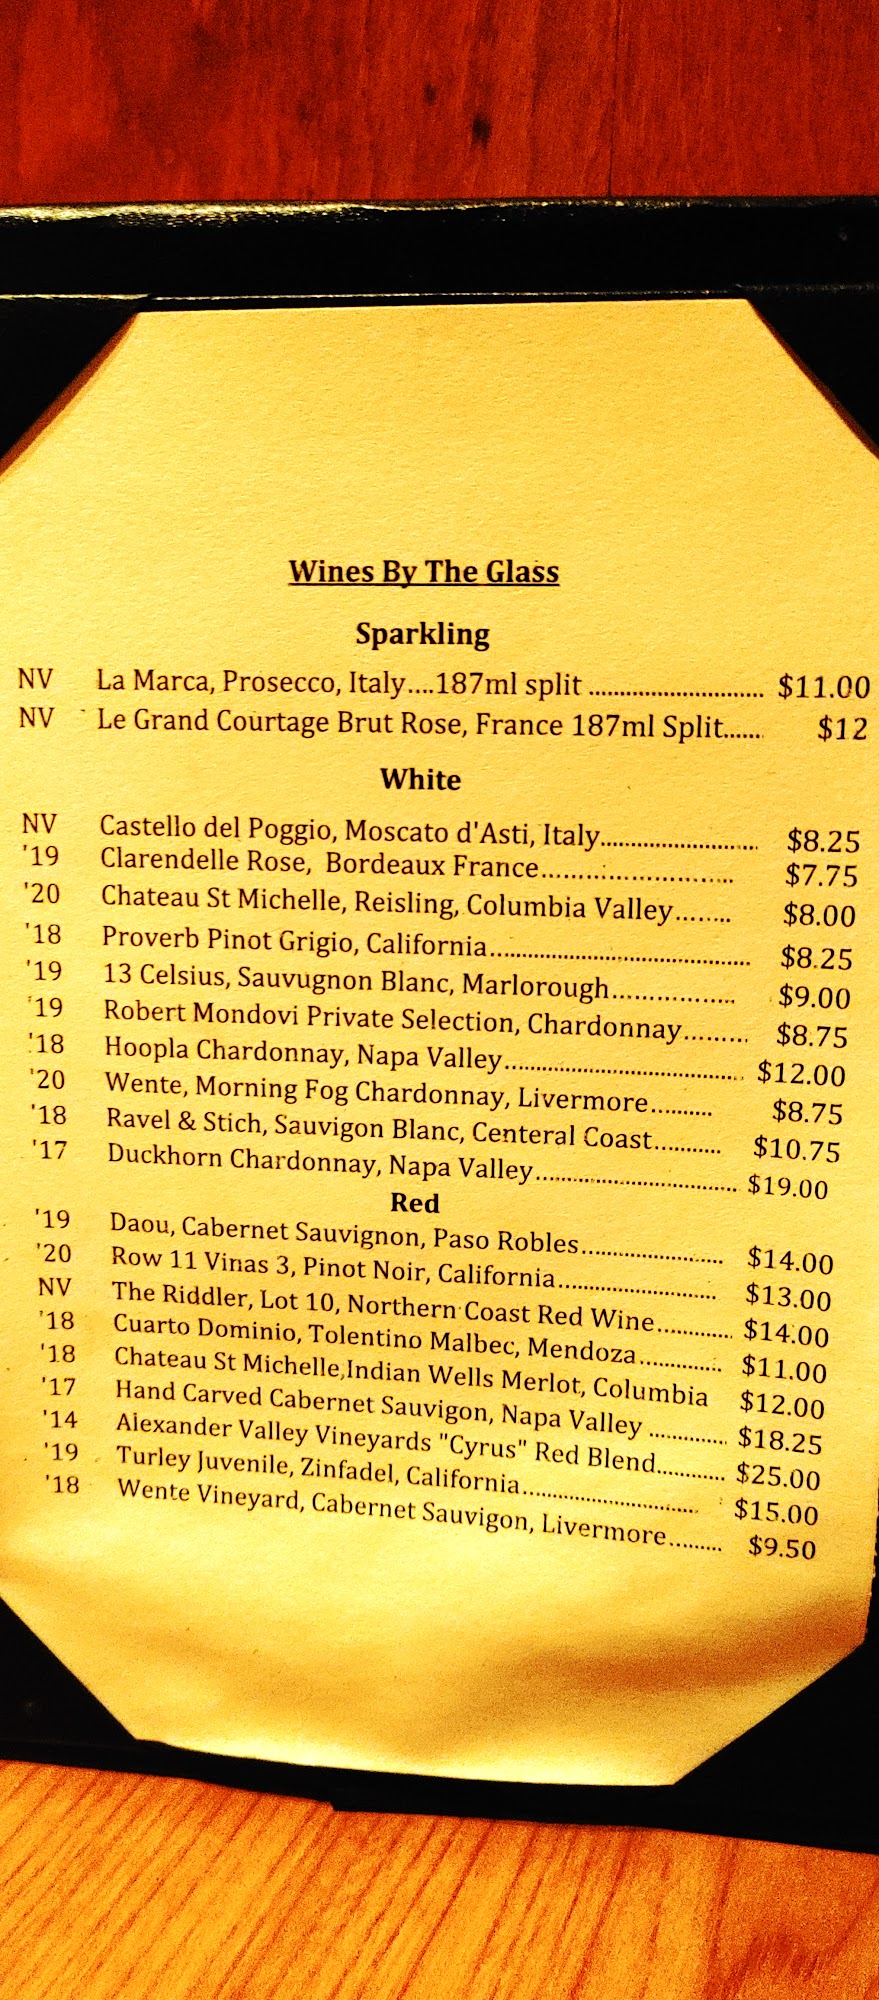 Wines By The Glass
Sparkling
NV La Marca, Prosecco, Italy....187ml split ............................ $11.00
NV Le Grand Courtage Brut Rose, France 187ml Split...... $12
White
NV Castello del Poggio, Moscato d'Asti, Italy.......................... $8.25
'19 Clarendelle Rose, Bordeaux France............................ $7.75
'20 Chateau St Michelle, Reisling, Columbia Valley........ $8.00
'18 Proverb Pinot Grigio, California.......................................... $8.25
'19 13 Celsius, Sauvugnon Blanc, Marlorough................. $9.00
'19 Robert Mondovi Private Selection, Chardonnay......... $8.75
'18 Hoopla Chardonnay, Napa Valley...................................... $12.00
'20 Wente, Morning Fog Chardonnay, Livermore.......... $8.75
'18 Ravel & Stich, Sauvigon Blanc, Centeral Coast........... $10.75
'17 Duckhorn Chardonnay, Napa Valley................................. $19.00
Red
'19 Daou, Cabernet Sauvignon, Paso Robles....................... $14.00
'20 Row 11 Vinas 3, Pinot Noir, California.......................... $13.00
NV The Riddler, Lot 10, Northern Coast Red Wine............ $14.00
'18 Cuarto Dominio, Tolentino Malbec, Mendoza............. $11.00
'18 Chateau St Michelle,Indian Wells Merlot, Columbia $12.00
'17 Hand Carved Cabernet Sauvigon, Napa Valley ............ $18.25
'14 Alexander Valley Vineyards "Cyrus" Red Blend........... $25.00
'19 Turley Juvenile, Zinfadel, California............................ $15.00
'18 Wente Vineyard, Cabernet Sauvigon, Livermore........ $9.50